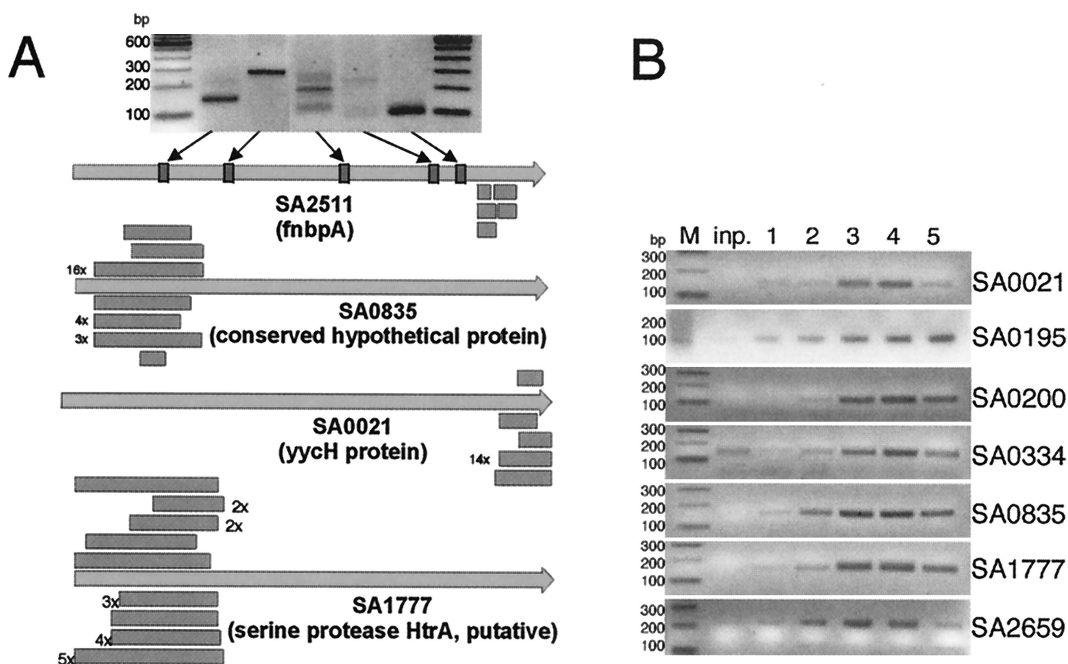 A
bp
600
300
200
100
SA2511
(fnbpA)
16x
SA0835
4x
(conserved hypothetical protein)
3x
SA0021
(yycH protein)
14x
2x
2x
3x
SA1777
(serine protease HtrA, putative)
4x
5x
B
bp M inp. 1 2 3 4 5
300
200
100
SA0021
200
100
SA0195
300
200
100
SA0200
300
200
100
SA0334
300
200
100
SA0835
300
200
100
SA1777
300
200
100
SA2659